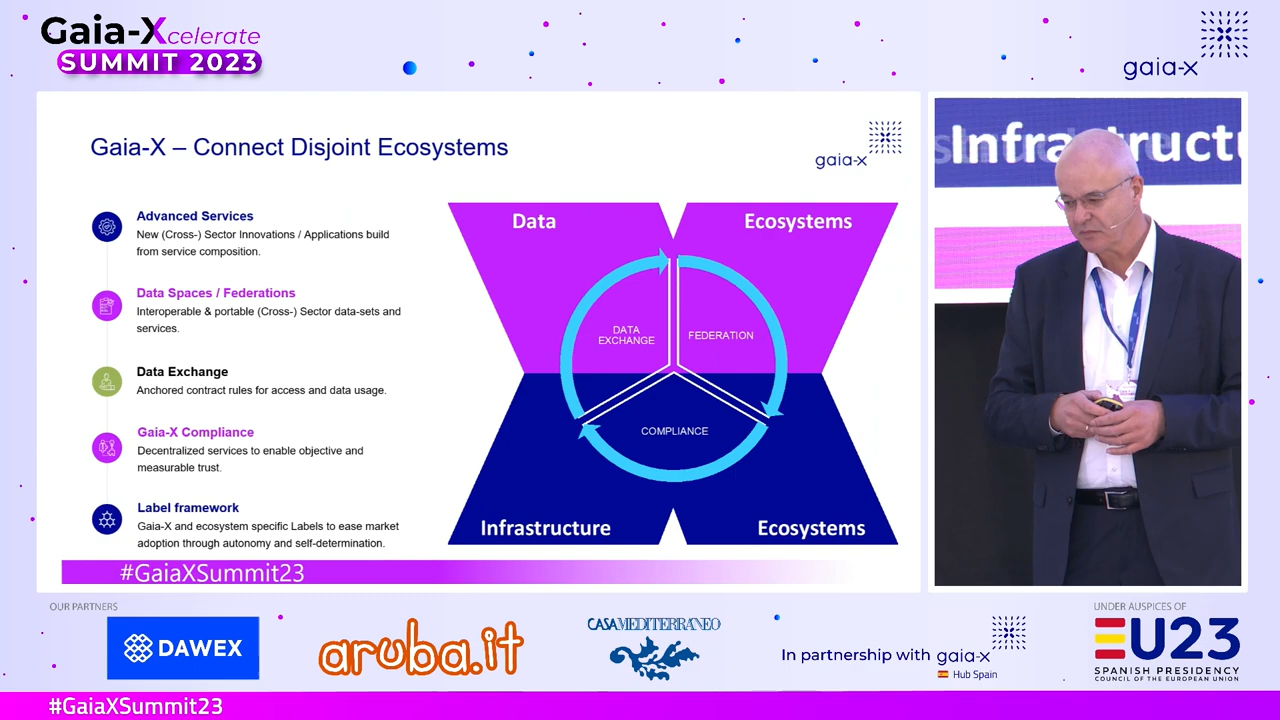 Gaia-Xcelerate
SUMMIT 2023
gaia-x
Gaia-X – Connect Disjoint Ecosystems
gaia-x
Advanced Services
New (Cross-) Sector Innovations / Applications build
from service composition.
Data Spaces / Federations
Interoperable & portable (Cross-) Sector data-sets and
services.
Data Exchange
Anchored contract rules for access and data usage.
Gaia-X Compliance
Decentralized services to enable objective and
measurable trust.
Label framework
Gaia-X and ecosystem specific Labels to ease market
adoption through autonomy and self-determination.
Data
Ecosystems
DATA
EXCHANGE
FEDERATION
COMPLIANCE
Infrastructure
Ecosystems
#GaiaXSummit23
OUR PARTNERS
DAWEX
aruba.it
CASAMEDITERRANEO
In partnership with gaia-x
Hub Spain
UNDER AUSPICES OF
EU23
SPANISH PRESIDENCY
COUNCIL OF THE EUROPEAN UNION
#GaiaXSummit23